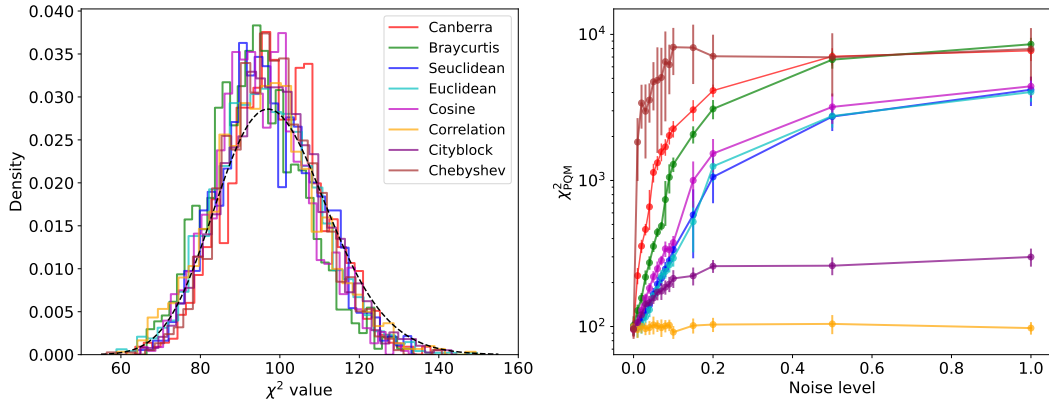 0.040
0.035
0.030
0.025
0.020
0.015
0.010
0.005
0.000
Density
60 80 100 120 140 160
χ² value
Canberra
Braycurtis
Seuclidean
Euclidean
Cosine
Correlation
Cityblock
Chebyshev
10⁴
10³
10²
χ²PQM
0.0 0.2 0.4 0.6 0.8 1.0
Noise level